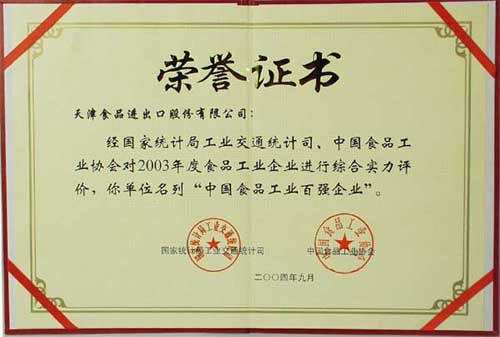 荣誉证书
天津食品进出口股份有限公司：
经国家统计局工业交通统计司、中国食品工
业协会对2003年度食品工业企业进行综合实力评
价，你单位名列“中国食品工业百强企业”。
国家统计局工业交通统计司 中国食品工业协会
二〇〇四年九月